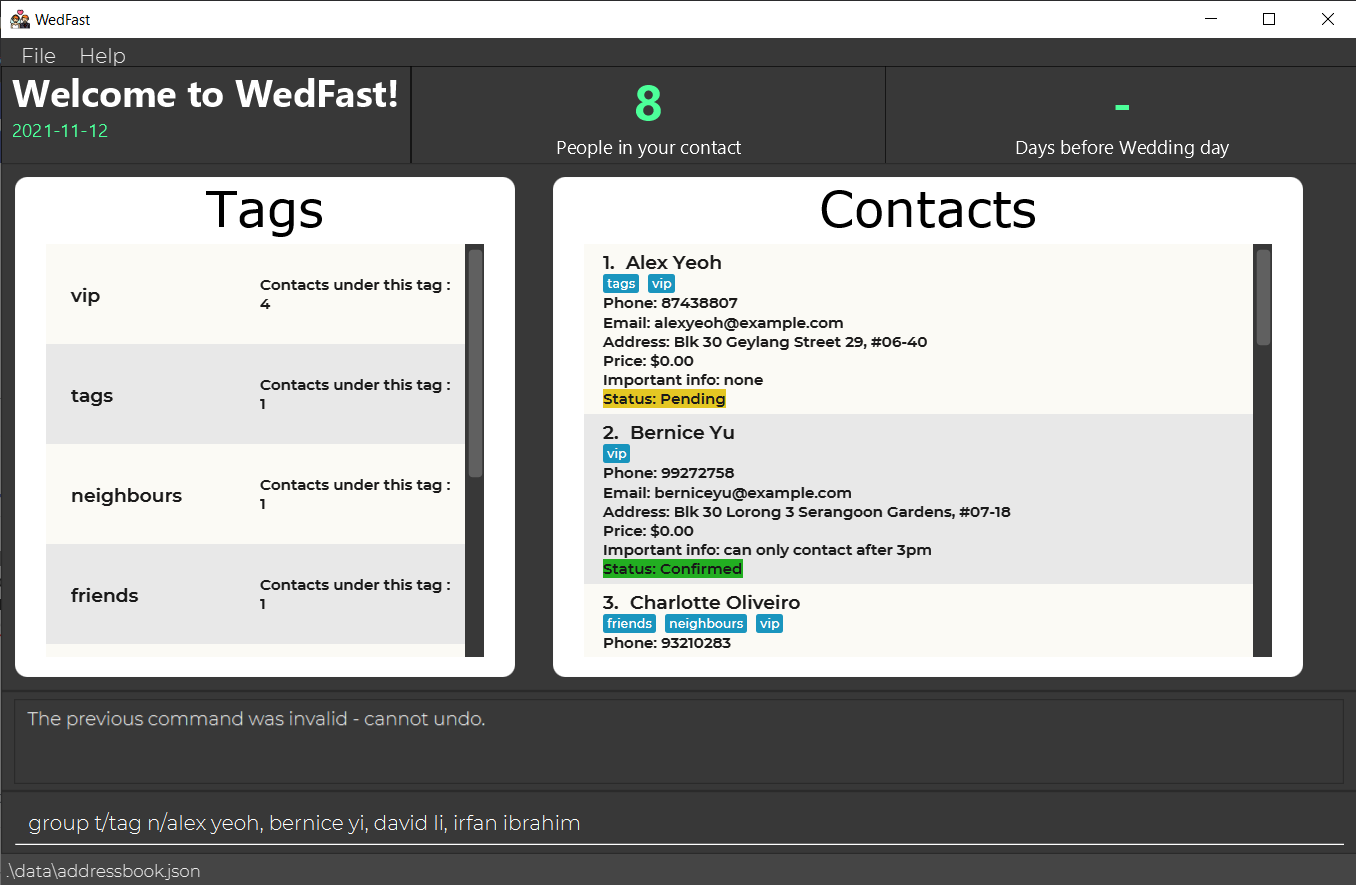 WedFast
File Help
Welcome to WedFast!
2021-11-12
8
People in your contact
-
Days before Wedding day
Tags
vip
Contacts under this tag :
4
tags
Contacts under this tag :
1
neighbours
Contacts under this tag :
1
friends
Contacts under this tag :
1
Contacts
1. Alex Yeoh
tags vip
Phone: 87438807
Email: alexyeoh@example.com
Address: Blk 30 Geylang Street 29, #06-40
Price: $0.00
Important info: none
Status: Pending
2. Bernice Yu
vip
Phone: 99272758
Email: berniceyu@example.com
Address: Blk 30 Lorong 3 Serangoon Gardens, #07-18
Price: $0.00
Important info: can only contact after 3pm
Status: Confirmed
3. Charlotte Oliveiro
friends neighbours vip
Phone: 93210283
The previous command was invalid - cannot undo.
group t/tag n/alex yeoh, bernice yi, david li, irfan ibrahim
.\data\addressbook.json